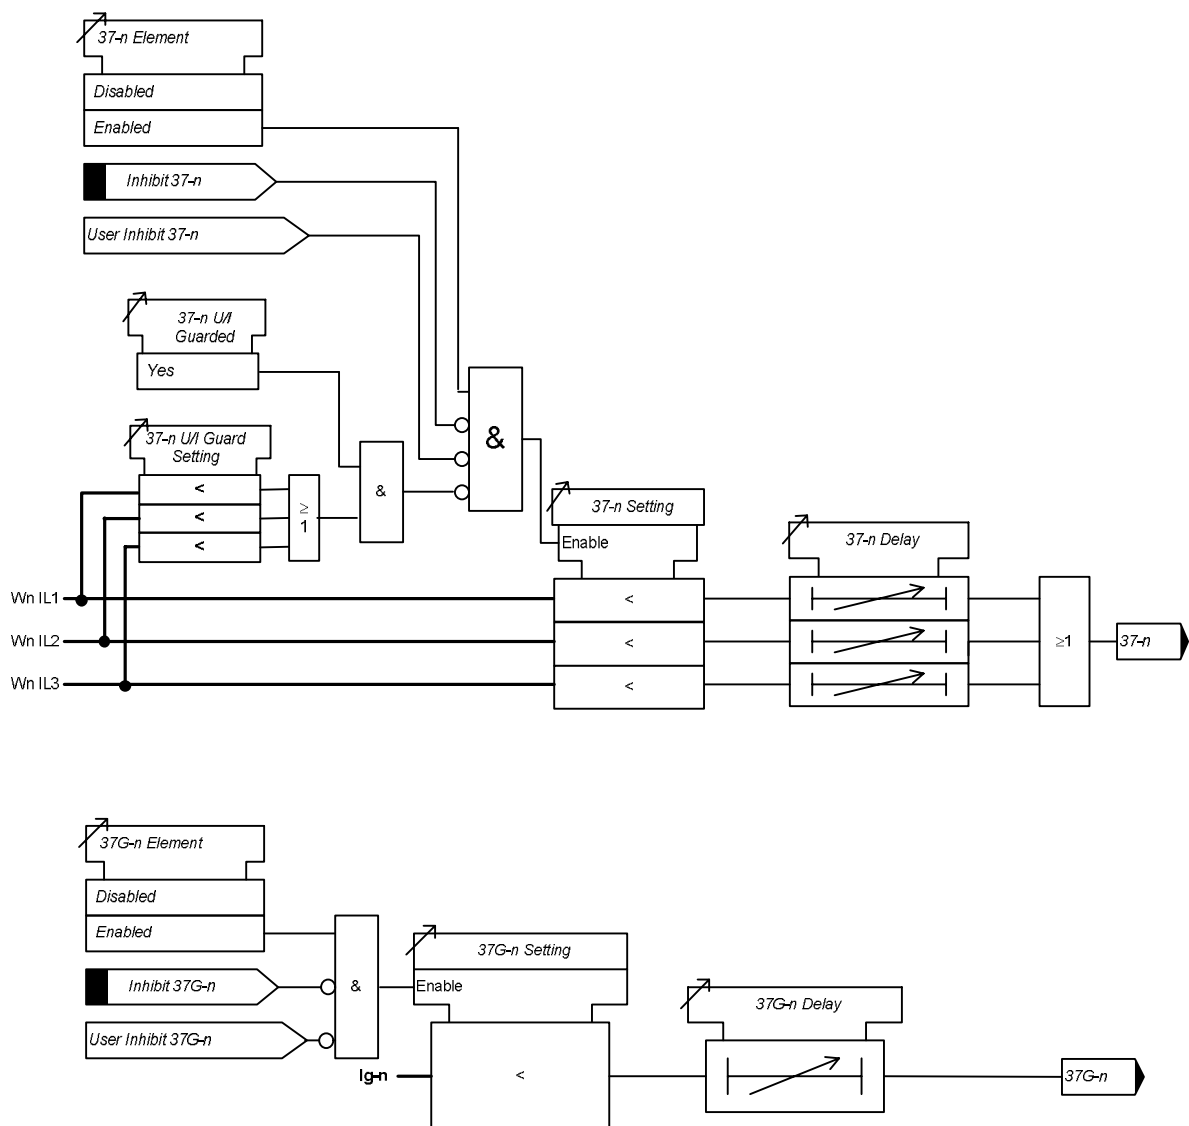 37-n Element
Disabled
Enabled
Inhibit 37-n
User Inhibit 37-n
37-n U/I
Guarded
Yes
37-n U/I Guard
Setting
<
<
<
≥
1
&
&
37-n Setting
Enable
37-n Delay
Wn IL1
<
Wn IL2
<
≥1
37-n
Wn IL3
<
37G-n Element
Disabled
Enabled
Inhibit 37G-n
User Inhibit 37G-n
&
37G-n Setting
Enable
37G-n Delay
Ig-n
<
37G-n